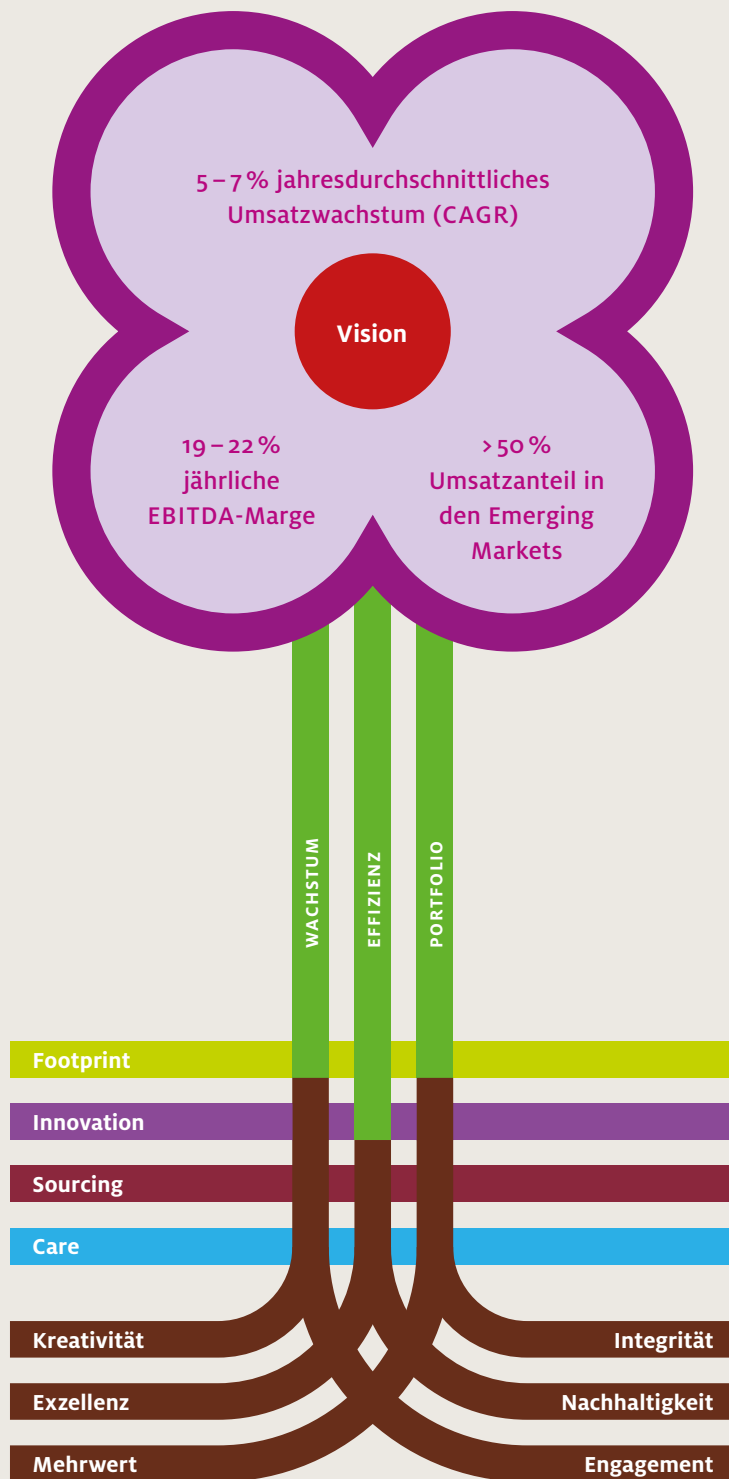 5–7 % jahresdurchschnittliches
Umsatzwachstum (CAGR)
Vision
19–22 %
jährliche
EBITDA-Marge
>50 %
Umsatzanteil in
den Emerging
Markets
WACHSTUM
EFFIZIENZ
PORTFOLIO
Footprint
Innovation
Sourcing
Care
Kreativität
Integrität
Exzellenz
Nachhaltigkeit
Mehrwert
Engagement